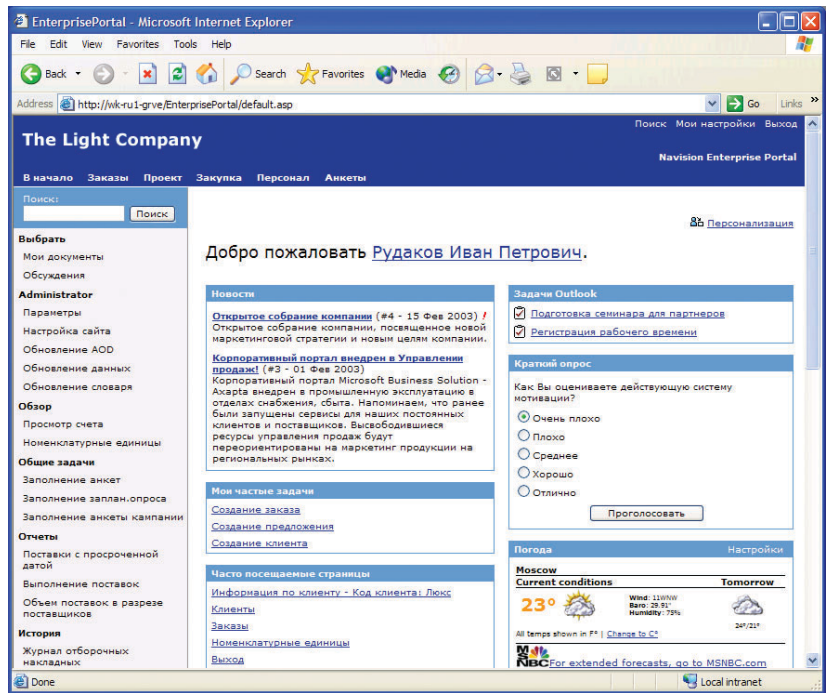 EnterprisePortal - Microsoft Internet Explorer
File Edit View Favorites Tools Help
Back Search Favorites Media
Address http://wk-ru1-grve/EnterprisePortal/default.asp Go Links »
Поиск Мои настройки Выход
The Light Company
Navision Enterprise Portal
В начало Заказы Проект Закупка Персонал Анкеты
Поиск:
Поиск
Выбрать
Мои документы
Обсуждения
Administrator
Параметры
Настройка сайта
Обновление AOD
Обновление данных
Обновление словаря
Обзор
Просмотр счета
Номенклатурные единицы
Общие задачи
Заполнение анкет
Заполнение заплан.опроса
Заполнение анкеты кампании
Отчеты
Поставки с просроченной
датой
Выполнение поставок
Объем поставок в разрезе
поставщиков
История
Журнал отборочных
накладных
Персонализация
Добро пожаловать Рудаков Иван Петрович.
Новости
Открытое собрание компании (#4 - 15 Фев 2003) !
Открытое собрание компании, посвященное новой
маркетинговой стратегии и новым целям компании.
Корпоративный портал внедрен в Управлении
продаж! (#3 - 01 Фев 2003)
Корпоративный портал Microsoft Business Solution -
Axapta внедрен в промышленную эксплуатацию в
отделах снабжения, сбыта. Напоминаем, что ранее
были запущены сервисы для наших постоянных
клиентов и поставщиков. Высвободившиеся
ресурсы управления продаж будут
переориентированы на маркетинг продукции на
региональных рынках.
Мои частые задачи
Создание заказа
Создание предложения
Создание клиента
Часто посещаемые страницы
Информация по клиенту - Код клиента: Люкс
Клиенты
Заказы
Номенклатурные единицы
Выход
Задачи Outlook
Подготовка семинара для партнеров
Регистрация рабочего времени
Краткий опрос
Как Вы оцениваете действующую систему
мотивации?
Очень плохо
Плохо
Среднее
Хорошо
Отлично
Проголосовать
Погода Настройки
Moscow
Current conditions Tomorrow
23° Wind: 11WNW
Baro: 29.91"
Humidity: 75%
24°/21°
All temps shown in F° | Change to C°
MSNBC For extended forecasts, go to MSNBC.com
Done Local intranet